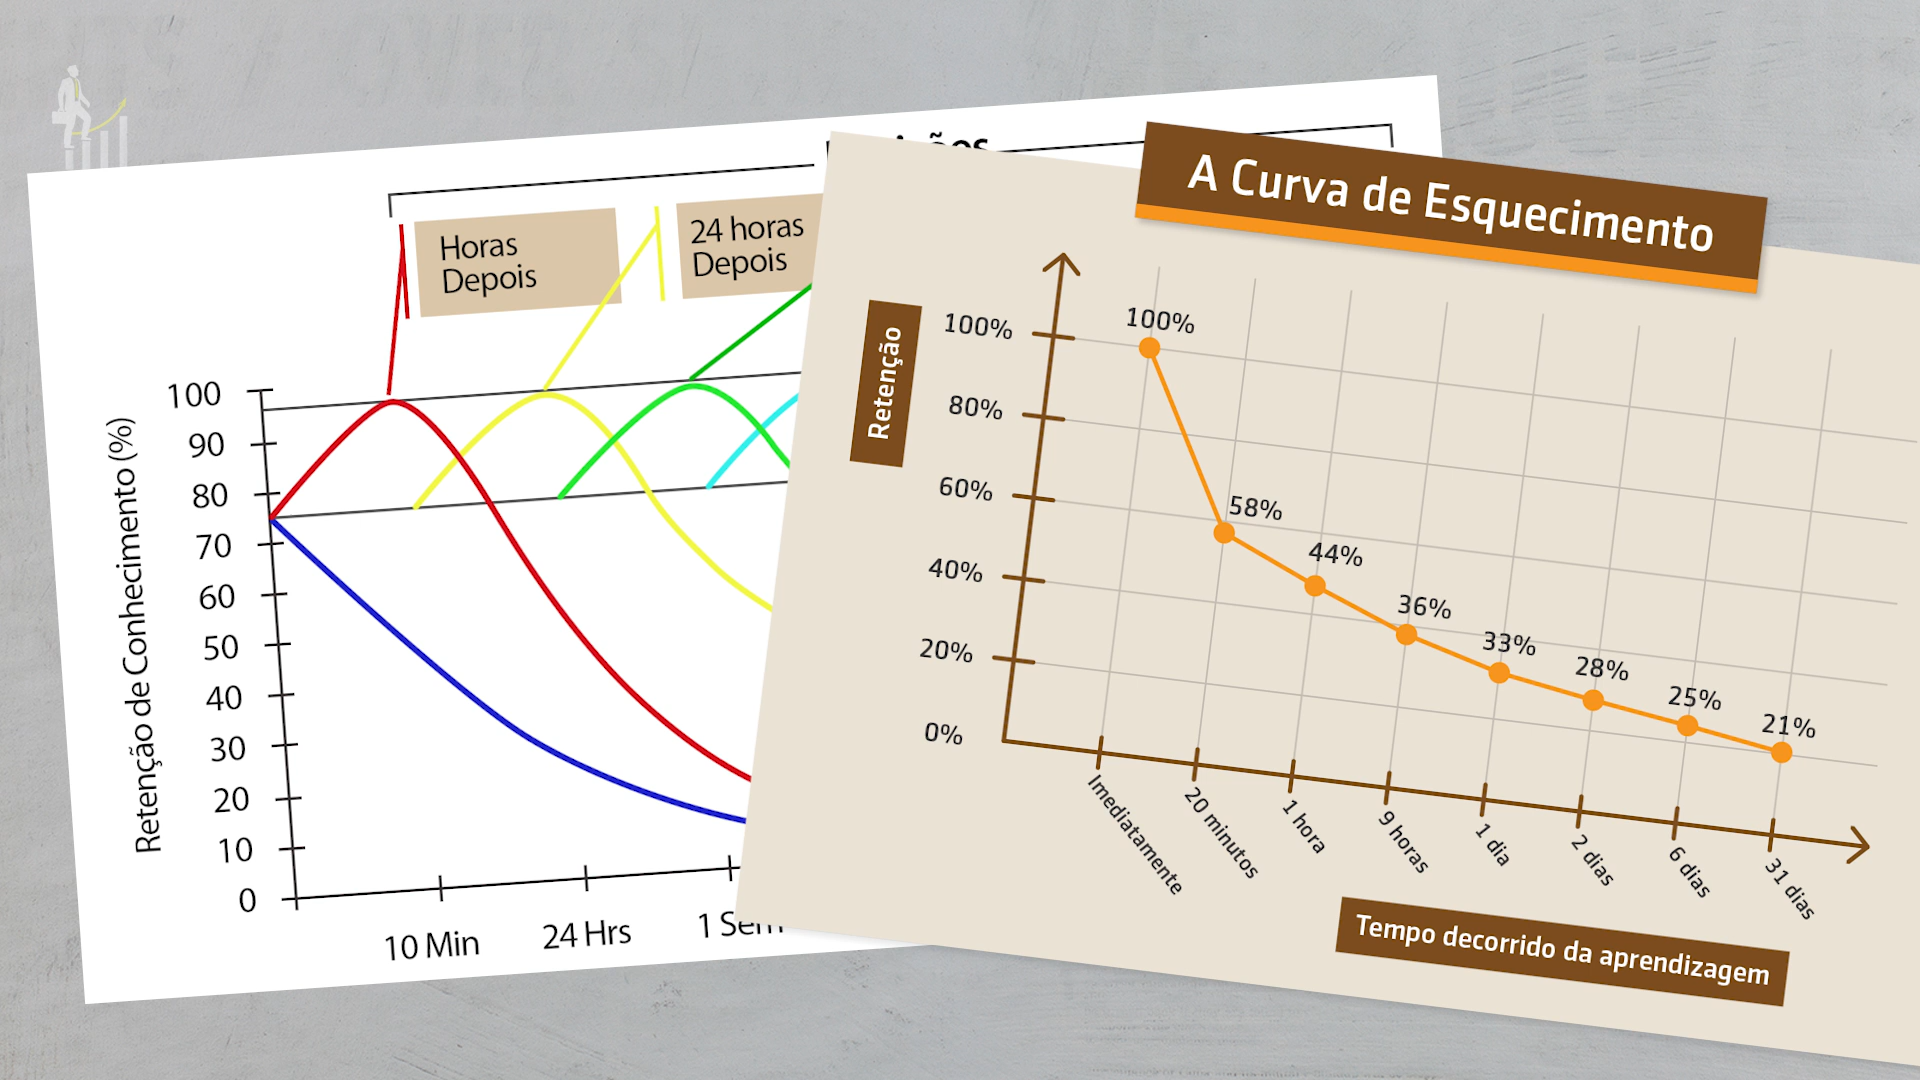 Horas
Depois
24 horas
Depois
Retenção de Conhecimento (%)
100
90
80
70
60
50
40
30
20
10
0
10 Min
24 Hrs
1 Sem
A Curva de Esquecimento
Retenção
100%
80%
60%
40%
20%
0%
100%
58%
44%
36%
33%
28%
25%
21%
Imediatamente
20 minutos
1 hora
9 horas
1 dia
2 dias
6 dias
31 dias
Tempo decorrido da aprendizagem